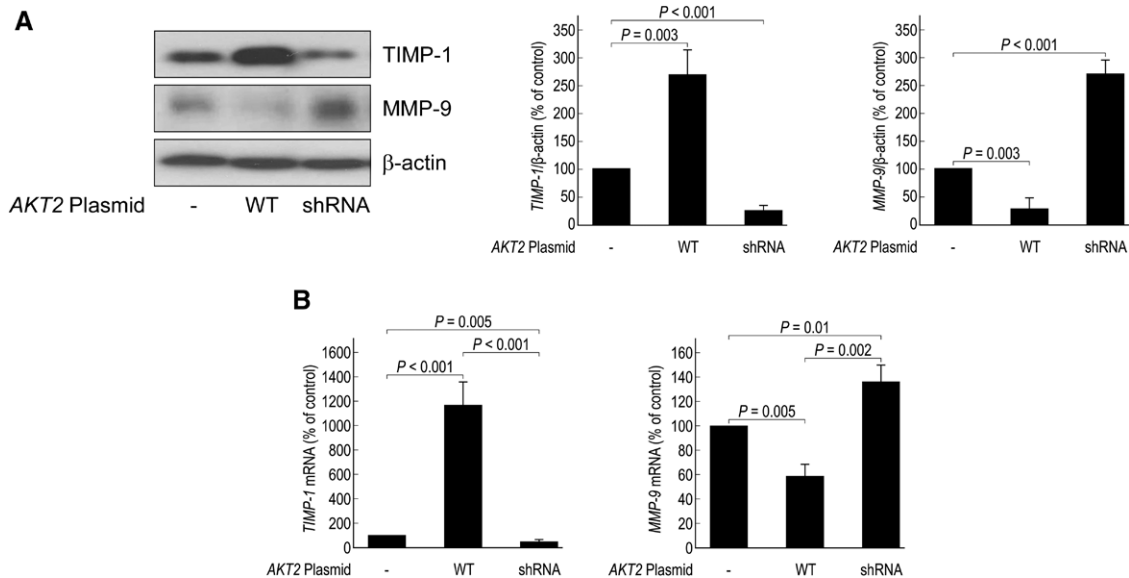 A
TIMP-1
MMP-9
β-actin
AKT2 Plasmid - WT shRNA
P < 0.001
P = 0.003
TIMP-1/β-actin (% of control)
350
300
250
200
150
100
50
0
AKT2 Plasmid - WT shRNA
P < 0.001
P = 0.003
MMP-9/β-actin (% of control)
350
300
250
200
150
100
50
0
AKT2 Plasmid - WT shRNA
B
P = 0.005
P < 0.001
P < 0.001
TIMP-1 mRNA (% of control)
1600
1400
1200
1000
800
600
400
200
0
AKT2 Plasmid - WT shRNA
P = 0.01
P = 0.002
P = 0.005
MMP-9 mRNA (% of control)
160
140
120
100
80
60
40
20
0
AKT2 Plasmid - WT shRNA